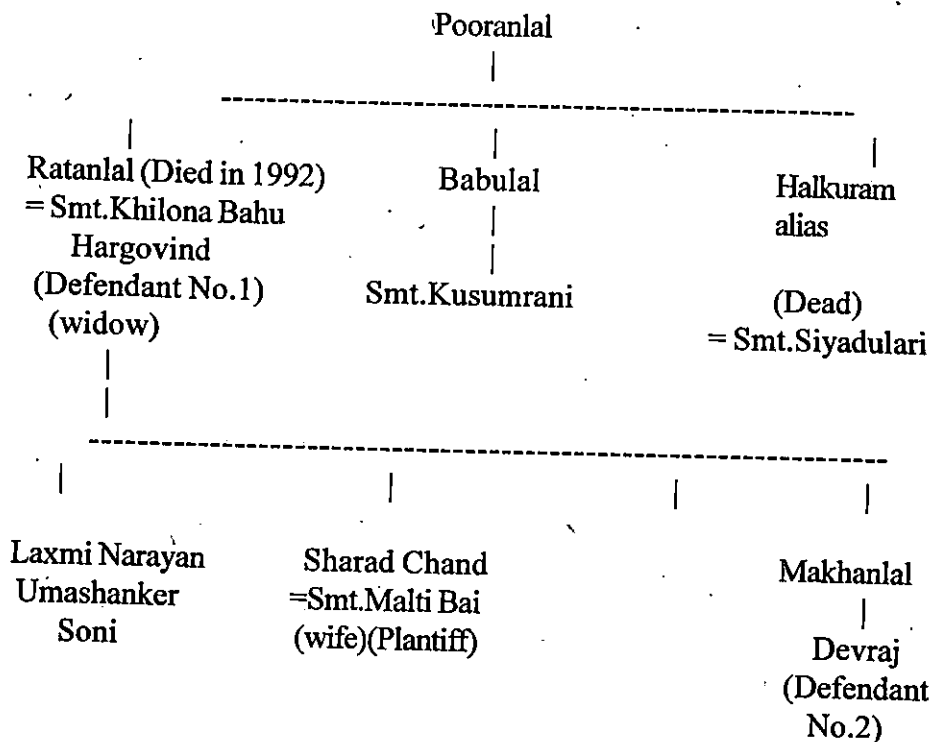 Pooranlal
Ratanlal (Died in 1992)
= Smt.Khilona Bahu
Hargovind
(Defendant No.1)
(widow)
Babulal
Smt.Kusumrani
Halkuram
alias
(Dead)
= Smt.Siyadulari
Laxmi Narayan
Umashanker
Soni
Sharad Chand
=Smt.Malti Bai
(wife)(Plantiff)
Makhanlal
Devraj
(Defendant
No.2)